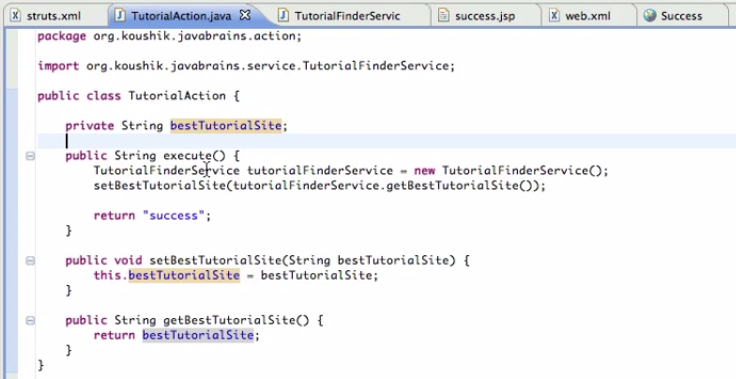 struts.xml TutorialAction.java TutorialFinderServic success.jsp web.xml Success
package org.koushik.javabrains.action;
import org.koushik.javabrains.service.TutorialFinderService;
public class TutorialAction {
private String bestTutorialSite;
public String execute() {
TutorialFinderService tutorialFinderService = new TutorialFinderService();
setBestTutorialSite(tutorialFinderService.getBestTutorialSite());
return "success";
}
public void setBestTutorialSite(String bestTutorialSite) {
this.bestTutorialSite = bestTutorialSite;
}
public String getBestTutorialSite() {
return bestTutorialSite;
}
}